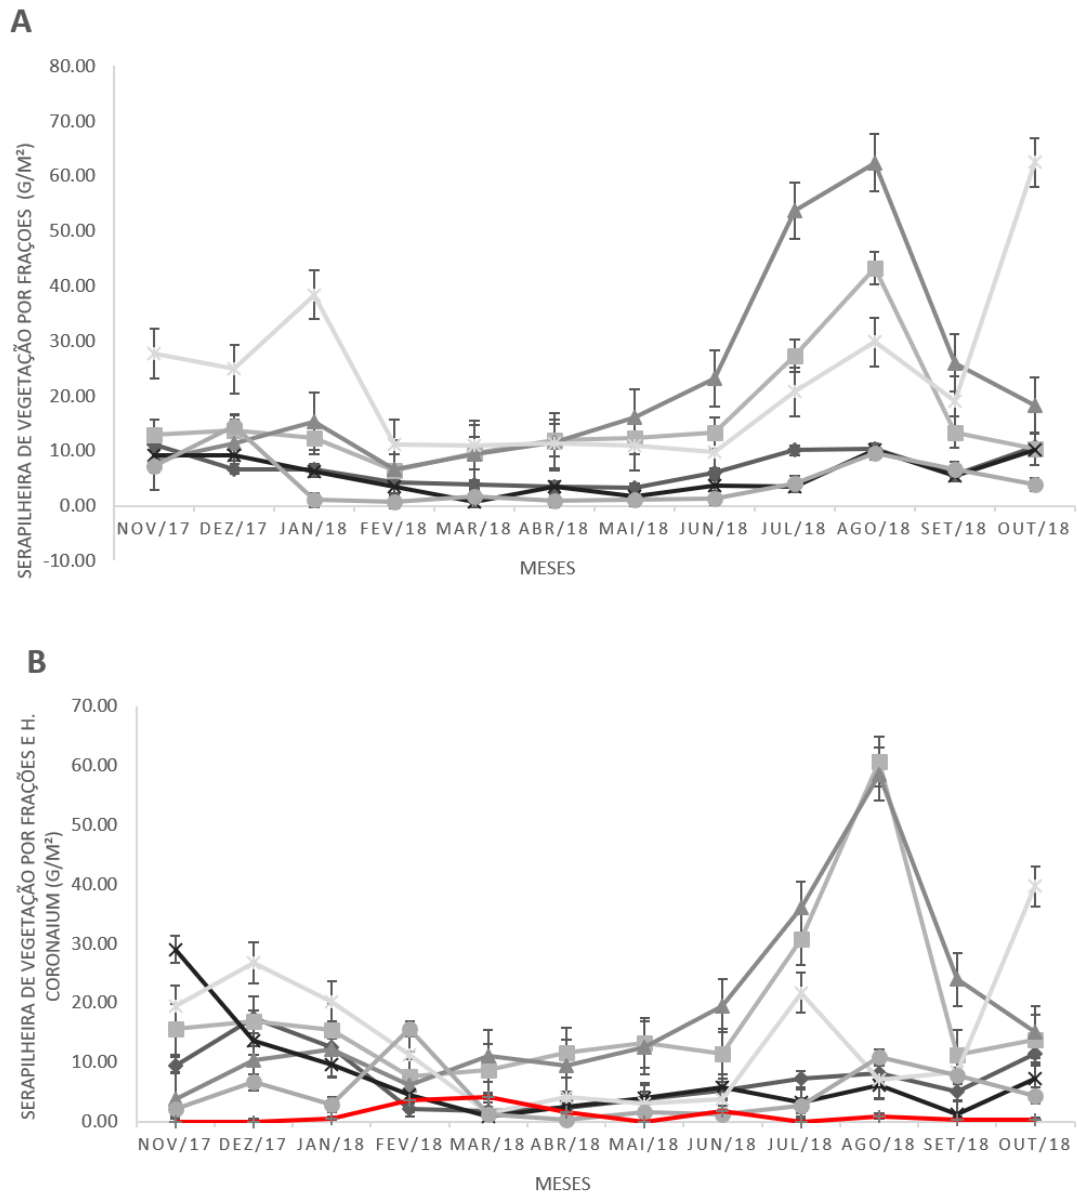 A
80.00
70.00
60.00
50.00
40.00
30.00
20.00
10.00
0.00
-10.00
SERAPILHEIRA DE VEGETAÇÃO POR FRAÇOES (G/M²)
NOV/17 DEZ/17 JAN/18 FEV/18 MAR/18 ABR/18 MAI/18 JUN/18 JUL/18 AGO/18 SET/18 OUT/18
MESES
B
70.00
60.00
50.00
40.00
30.00
20.00
10.00
0.00
SERAPILHEIRA DE VEGETAÇÃO POR FRAÇÕES E H.
CORONAIUM (G/M²)
NOV/17 DEZ/17 JAN/18 FEV/18 MAR/18 ABR/18 MAI/18 JUN/18 JUL/18 AGO/18 SET/18 OUT/18
MESES